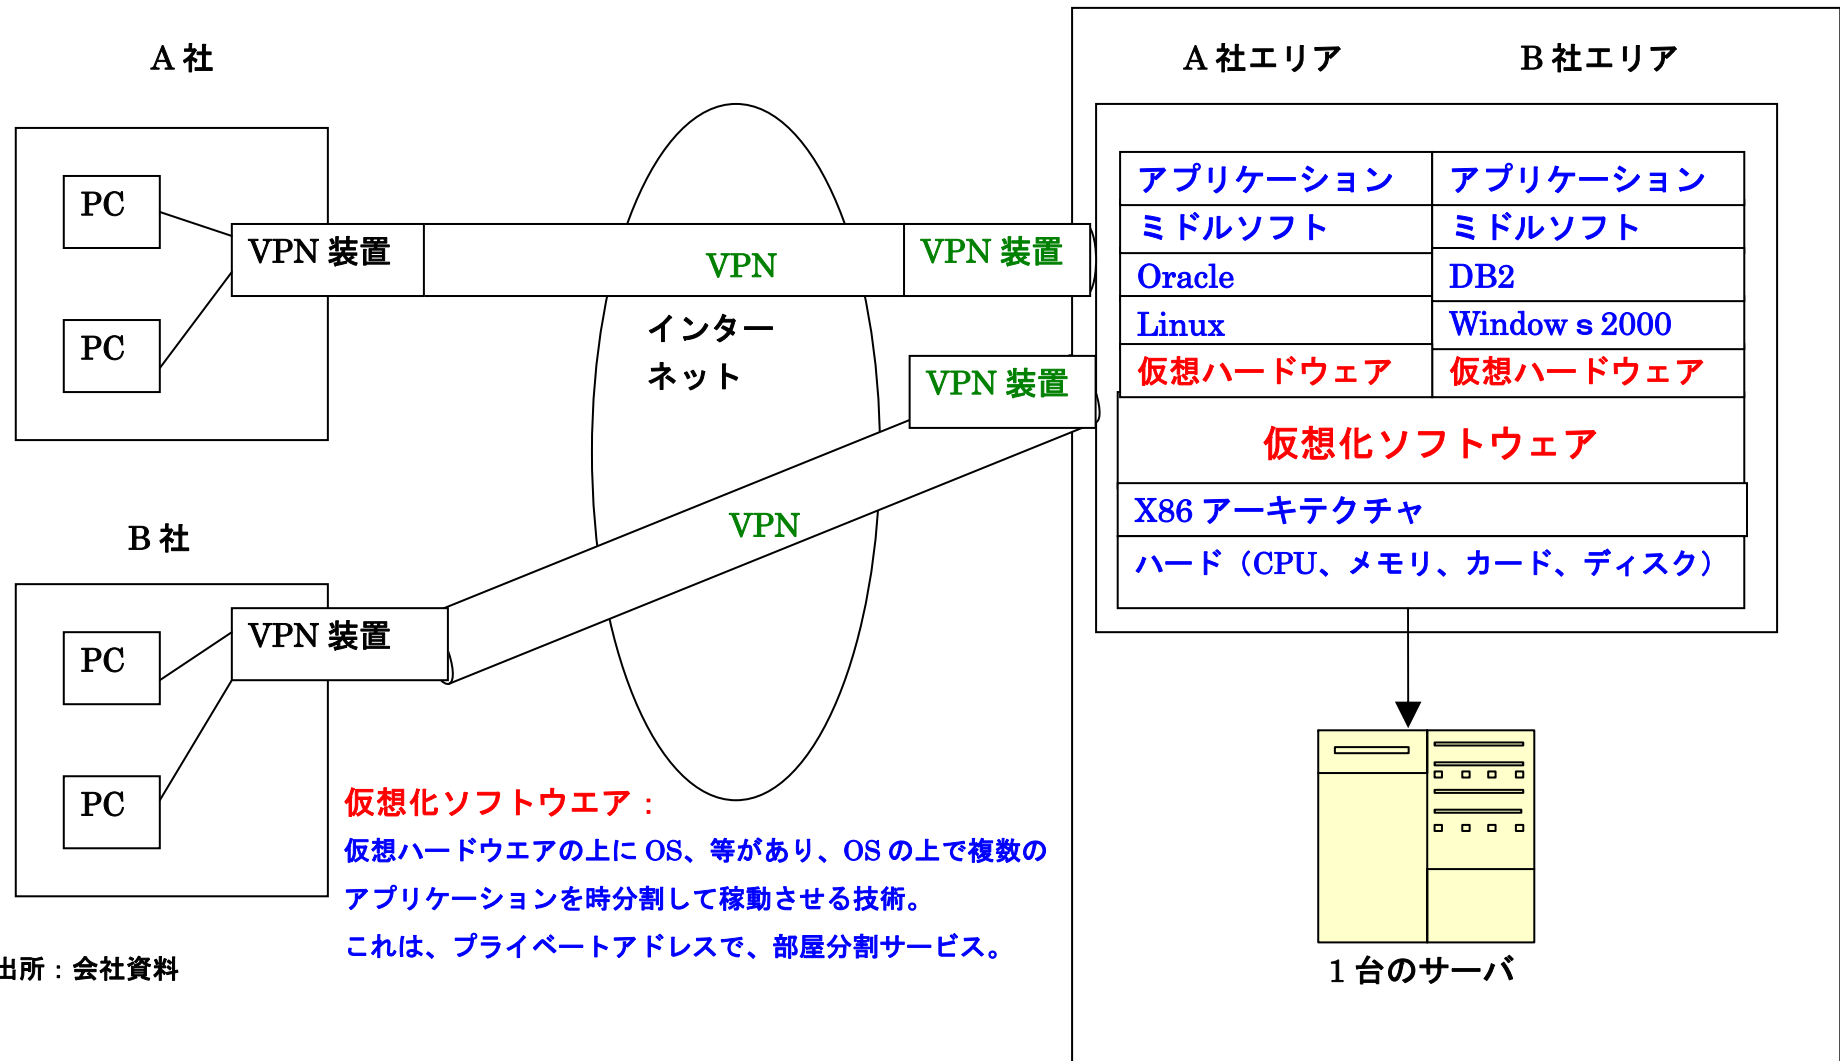 A 社
A 社エリア
B 社エリア
PC
PC
VPN 装置
VPN
VPN 装置
インター
ネット
VPN 装置
アプリケーション
アプリケーション
ミドルソフト
ミドルソフト
Oracle
DB2
Linux
Windowｓ2000
仮想ハードウェア
仮想ハードウェア
仮想化ソフトウェア
X86 アーキテクチャ
ハード（CPU、メモリ、カード、ディスク）
B 社
PC
PC
VPN 装置
VPN
仮想化ソフトウエア：
仮想ハードウエアの上に OS、等があり、OS の上で複数の
アプリケーションを時分割して稼動させる技術。
これは、プライベートアドレスで、部屋分割サービス。
出所：会社資料
1 台のサーバ